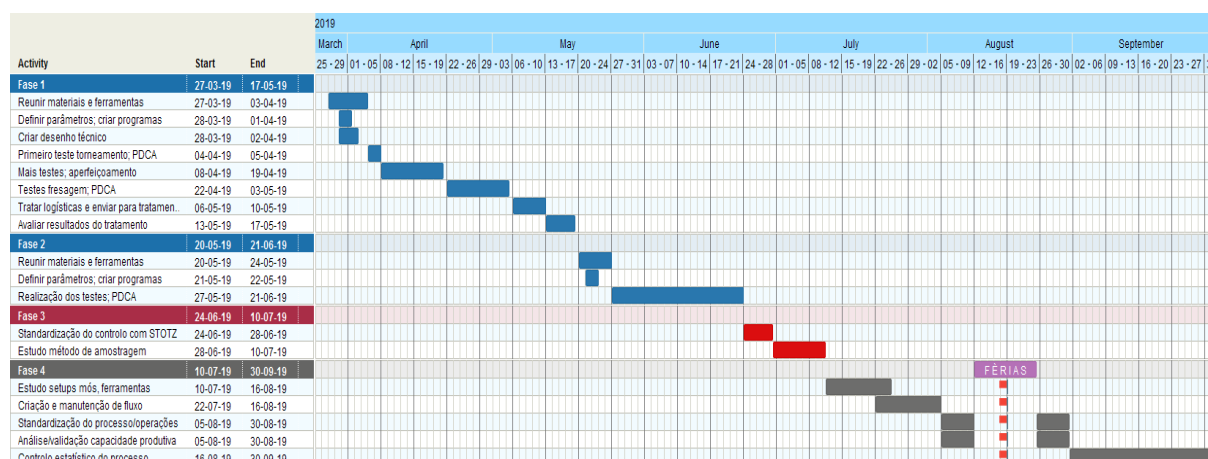 2019
March April May June July August September
Activity Start End 25 - 29 01 - 05 08 - 12 15 - 19 22 - 26 29 - 03 06 - 10 13 - 17 20 - 24 27 - 31 03 - 07 10 - 14 17 - 21 24 - 28 01 - 05 08 - 12 15 - 19 22 - 26 29 - 02 05 - 09 12 - 16 19 - 23 26 - 30 02 - 06 09 - 13 16 - 20 23 - 27
Fase 1 27-03-19 17-05-19
Reunir materiais e ferramentas 27-03-19 03-04-19
Definir parâmetros; criar programas 28-03-19 01-04-19
Criar desenho técnico 28-03-19 02-04-19
Primeiro teste torneamento; PDCA 04-04-19 05-04-19
Mais testes; aperfeiçoamento 08-04-19 19-04-19
Testes fresagem; PDCA 22-04-19 03-05-19
Tratar logísticas e enviar para tratamen.. 06-05-19 10-05-19
Avaliar resultados do tratamento 13-05-19 17-05-19
Fase 2 20-05-19 21-06-19
Reunir materiais e ferramentas 20-05-19 24-05-19
Definir parâmetros; criar programas 21-05-19 22-05-19
Realização dos testes; PDCA 27-05-19 21-06-19
Fase 3 24-06-19 10-07-19
Standardização do controlo com STOTZ 24-06-19 28-06-19
Estudo método de amostragem 28-06-19 10-07-19
Fase 4 10-07-19 30-09-19 FÉRIAS
Estudo setups mós, ferramentas 10-07-19 16-08-19
Criação e manutenção de fluxo 22-07-19 16-08-19
Standardização do processo/operações 05-08-19 30-08-19
Análise/validação capacidade produtiva 05-08-19 30-08-19
Controlo estatístico do processo 16-08-19 30-09-19